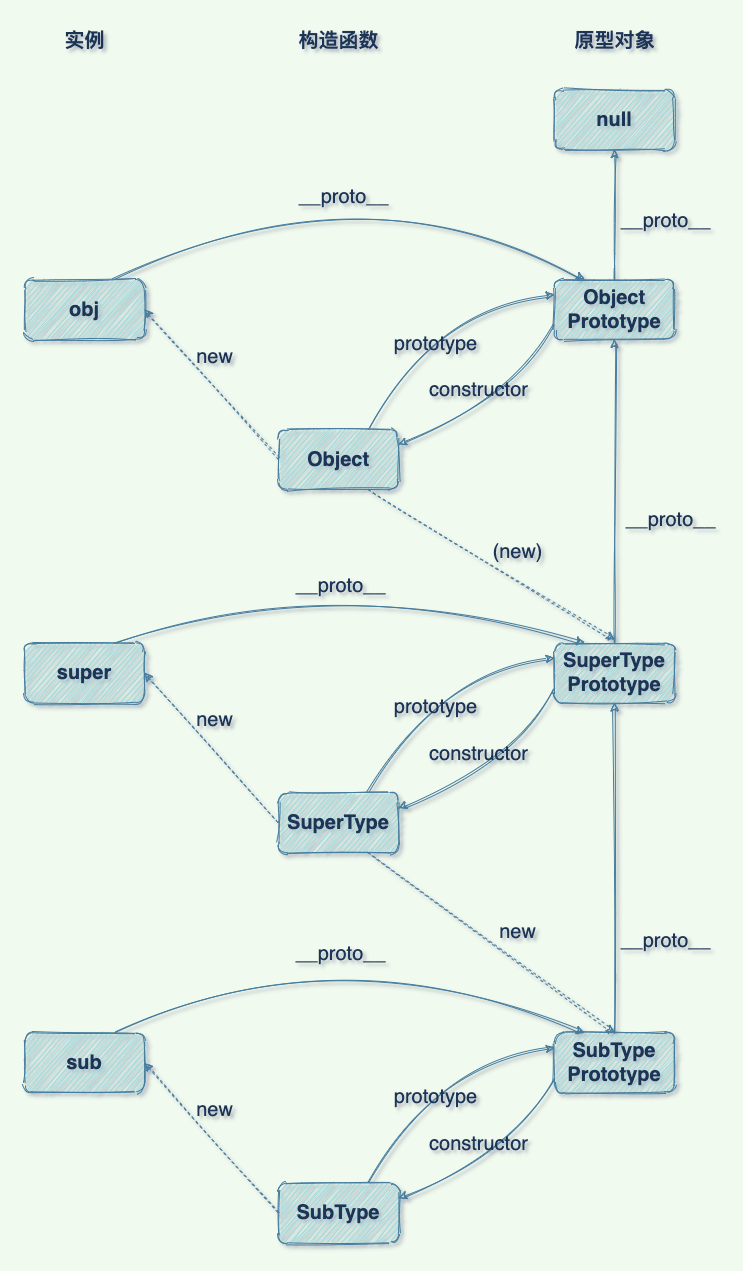 实例 构造函数 原型对象
null
__proto__
__proto__
obj
Object
Prototype
prototype
new
constructor
Object
__proto__
(new)
__proto__
super
SuperType
Prototype
prototype
new
constructor
SuperType
new
__proto__
__proto__
sub
SubType
Prototype
prototype
new
constructor
SubType